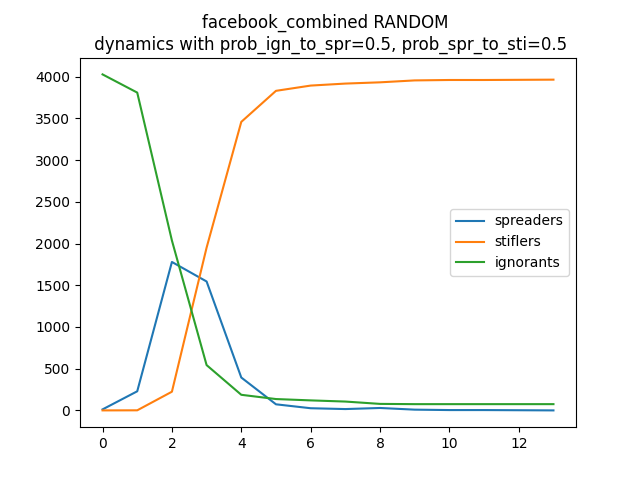 facebook_combined RANDOM
dynamics with prob_ign_to_spr=0.5, prob_spr_to_sti=0.5
4000
3500
3000
2500
2000
1500
1000
500
0
spreaders
stiflers
ignorants
0 2 4 6 8 10 12